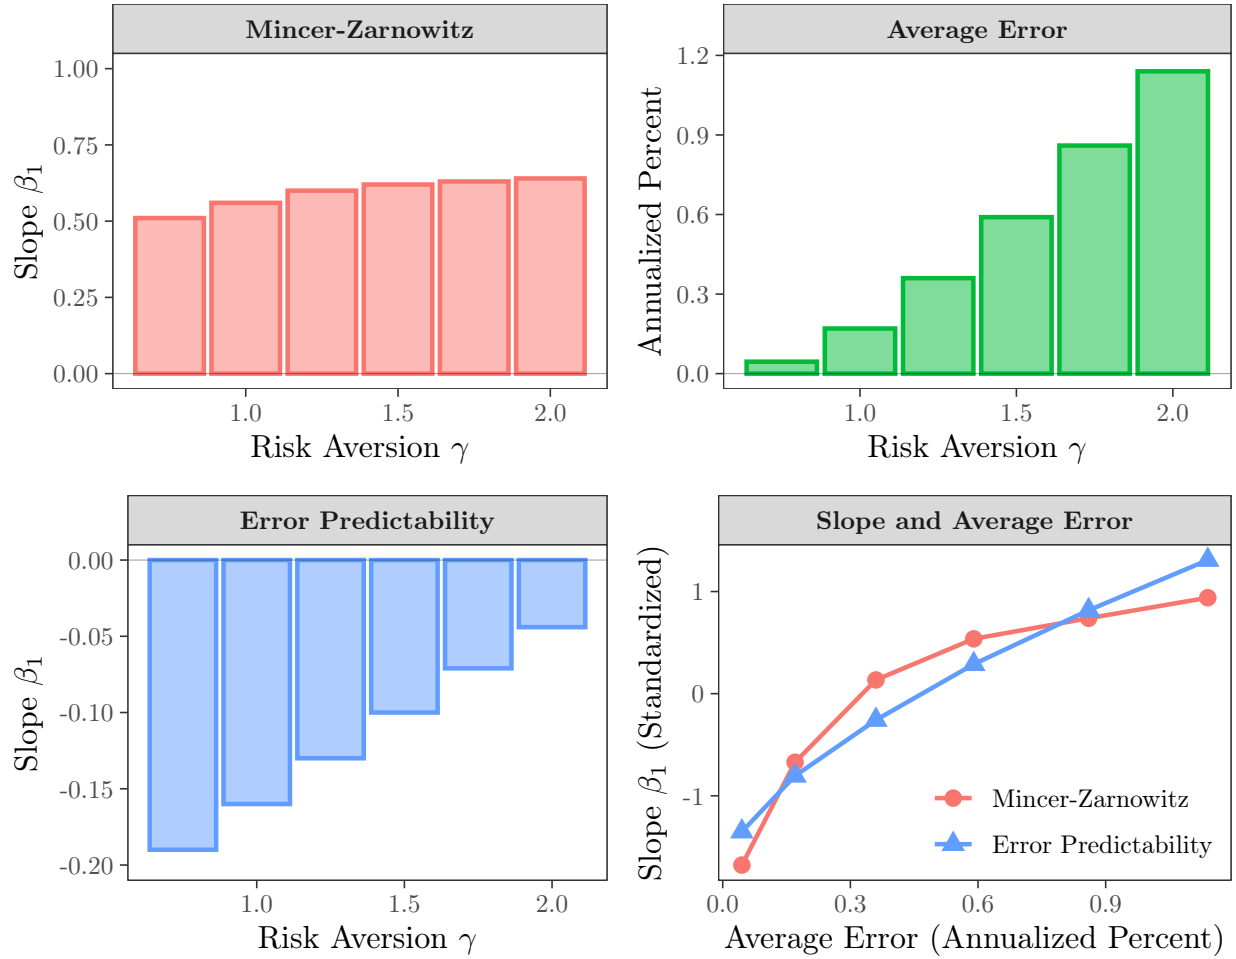 Mincer-Zarnowitz
1.00
0.75
0.50
0.25
0.00
Slope β₁
1.0 1.5 2.0
Risk Aversion γ
Average Error
1.2
0.9
0.6
0.3
0.0
Annualized Percent
1.0 1.5 2.0
Risk Aversion γ
Error Predictability
0.00
-0.05
-0.10
-0.15
-0.20
Slope β₁
1.0 1.5 2.0
Risk Aversion γ
Slope and Average Error
1
0
-1
Slope β₁ (Standardized)
Mincer-Zarnowitz
Error Predictability
0.0 0.3 0.6 0.9
Average Error (Annualized Percent)